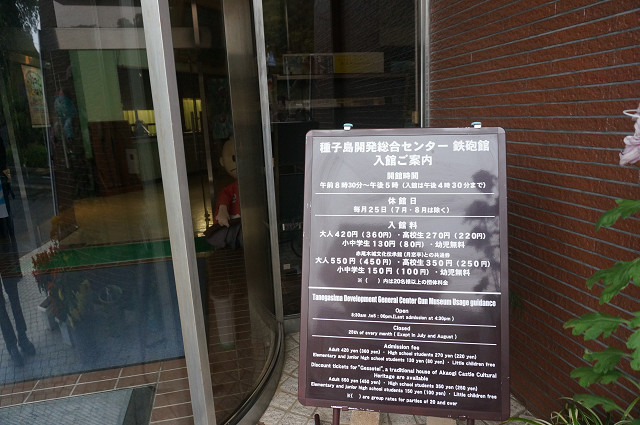 種子島開発総合センター 鉄砲館
入館ご案内
開館時間
午前8時30分～午後5時（入館は午後4時30分まで）
休館日
毎月25日（7月・8月は除く）
入館料
大人420円（360円）・高校生270円（220円）
小中学生130円（80円）・幼児無料
赤尾木城文化伝承館（月窓亭）との共通券
大人550円（450円）・高校生350円（250円）
小中学生150円（100円）・幼児無料
※（ ）内は20名様以上の団体料金
Tanegasima Development General Center Gun Museum Usage guidance
Open
8:30am
(Last admission at 4:30pm)
Closed
25th of every month (Except in July and August)
Admission fee
Adult 420 yen (360 yen) ・ High school students 270 yen (220 yen)
Elementary and junior high school students 130 yen (80 yen) ・ Little children free
Discount tickets for "Gessotei", a traditional house of Akaogi Castle Cultural
Heritage are available
Adult 550 yen (450 yen) ・ High school students 350 yen (250 yen)
Elementary and junior high school students 150 yen (100 yen) ・ Little children free
※( ) are group rates for parties of 20 and over